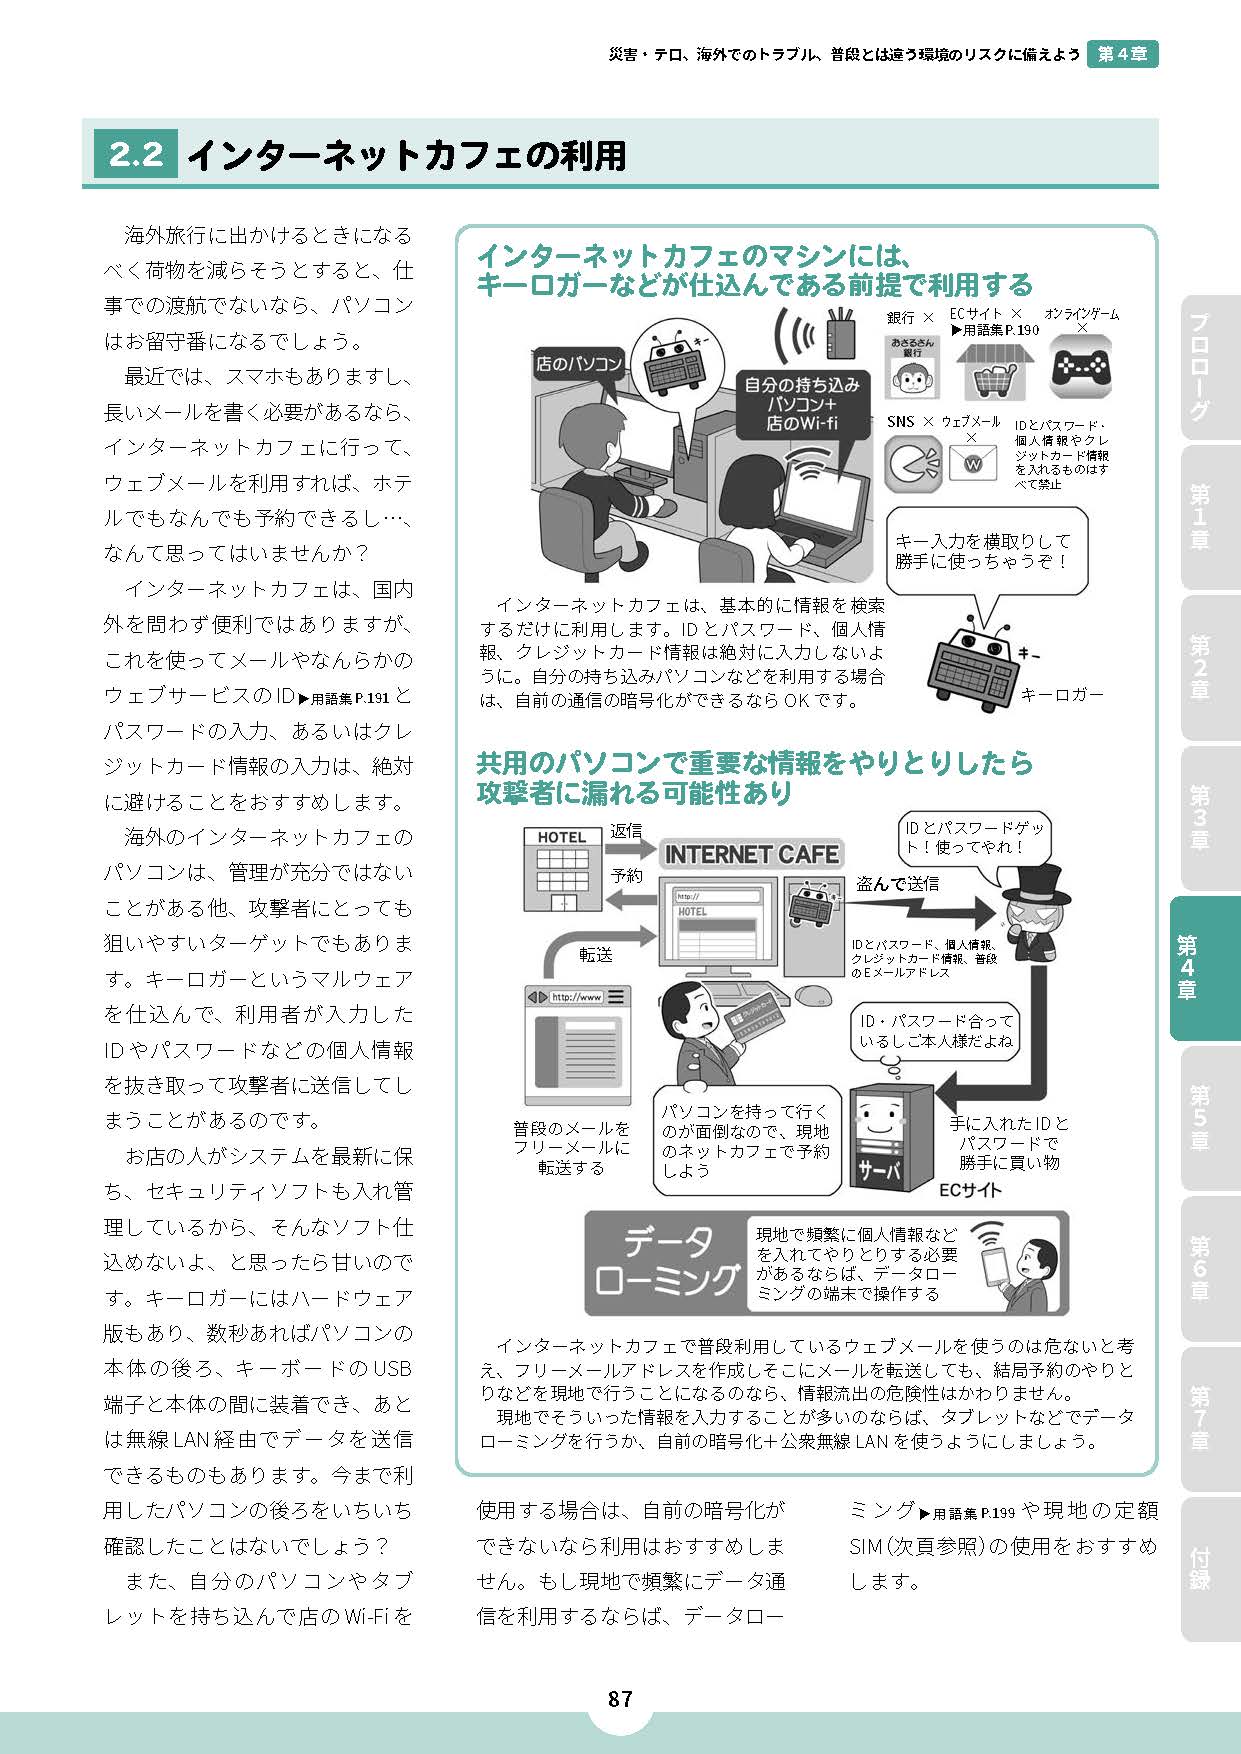 災害・テロ、海外でのトラブル、普段とは違う環境のリスクに備えよう 第4章
2.2 インターネットカフェの利用
海外旅行に出かけるときになる
べく荷物を減らそうとすると、仕
事での渡航でないなら、パソコン
はお留守番になるでしょう。
最近では、スマホもありますし、
長いメールを書く必要があるなら、
インターネットカフェに行って、
ウェブメールを利用すれば、ホテ
ルでもなんでも予約できるし…、
なんて思ってはいませんか？
インターネットカフェは、国内
外を問わず便利ではありますが、
これを使ってメールやなんらかの
ウェブサービスのID▶用語集P.191と
パスワードの入力、あるいはクレ
ジットカード情報の入力は、絶対
に避けることをおすすめします。
海外のインターネットカフェの
パソコンは、管理が充分ではない
ことがある他、攻撃者にとっても
狙いやすいターゲットでもありま
す。キーロガーというマルウェア
を仕込んで、利用者が入力した
IDやパスワードなどの個人情報
を抜き取って攻撃者に送信してし
まうことがあるのです。
お店の人がシステムを最新に保
ち、セキュリティソフトも入れ管
理しているから、そんなソフト仕
込めないよ、と思ったら甘いので
す。キーロガーにはハードウェア
版もあり、数秒あればパソコンの
本体の後ろ、キーボードのUSB
端子と本体の間に装着でき、あと
は無線LAN経由でデータを送信
できるものもあります。今まで利
用したパソコンの後ろをいちいち
確認したことはないでしょう？
また、自分のパソコンやタブ
レットを持ち込んで店のWi-Fiを
使用する場合は、自前の暗号化が
できないなら利用はおすすめしま
せん。もし現地で頻繁にデータ通
信を利用するならば、データロー
ミング▶用語集P.199や現地の定額
SIM（次頁参照）の使用をおすすめ
します。
インターネットカフェのマシンには、
キーロガーなどが仕込んである前提で利用する
店のパソコン
キー
自分の持ち込み
パソコン＋
店のWi-fi
銀行 ×
おさるさん
銀行
ECサイト ×
▶用語集P.190
オンラインゲーム
×
SNS ×
ウェブメール
×
W
IDとパスワード・
個人情報やクレ
ジットカード情報
を入れるものはす
べて禁止
キー入力を横取りして
勝手に使っちゃうぞ！
キー
キーロガー
インターネットカフェは、基本的に情報を検索
するだけに利用します。IDとパスワード、個人情
報、クレジットカード情報は絶対に入力しないよ
うに。自分の持ち込みパソコンなどを利用する場合
は、自前の通信の暗号化ができるならOKです。
共用のパソコンで重要な情報をやりとりしたら
攻撃者に漏れる可能性あり
HOTEL
返信
予約
INTERNET CAFE
http://
HOTEL
キー
盗んで送信
IDとパスワードゲッ
ト！使ってやれ！
IDとパスワード、個人情報、
クレジットカード情報、普段
のEメールアドレス
転送
http://www
クレジットカード
ID・パスワード合って
いるしご本人様だよね
普段のメールを
フリーメールに
転送する
パソコンを持って行く
のが面倒なので、現地
のネットカフェで予約
しよう
サーバ
手に入れたIDと
パスワードで
勝手に買い物
ECサイト
データ
ローミング
現地で頻繁に個人情報など
を入れてやりとりする必要
があるならば、データロー
ミングの端末で操作する
インターネットカフェで普段利用しているウェブメールを使うのは危ないと考
え、フリーメールアドレスを作成しそこにメールを転送しても、結局予約のやりと
りなどを現地で行うことになるのなら、情報流出の危険性はかわりません。
現地でそういった情報を入力することが多いのならば、タブレットなどでデータ
ローミングを行うか、自前の暗号化＋公衆無線LANを使うようにしましょう。
プロローグ
第1章
第2章
第3章
第4章
第5章
第6章
第7章
付録
87